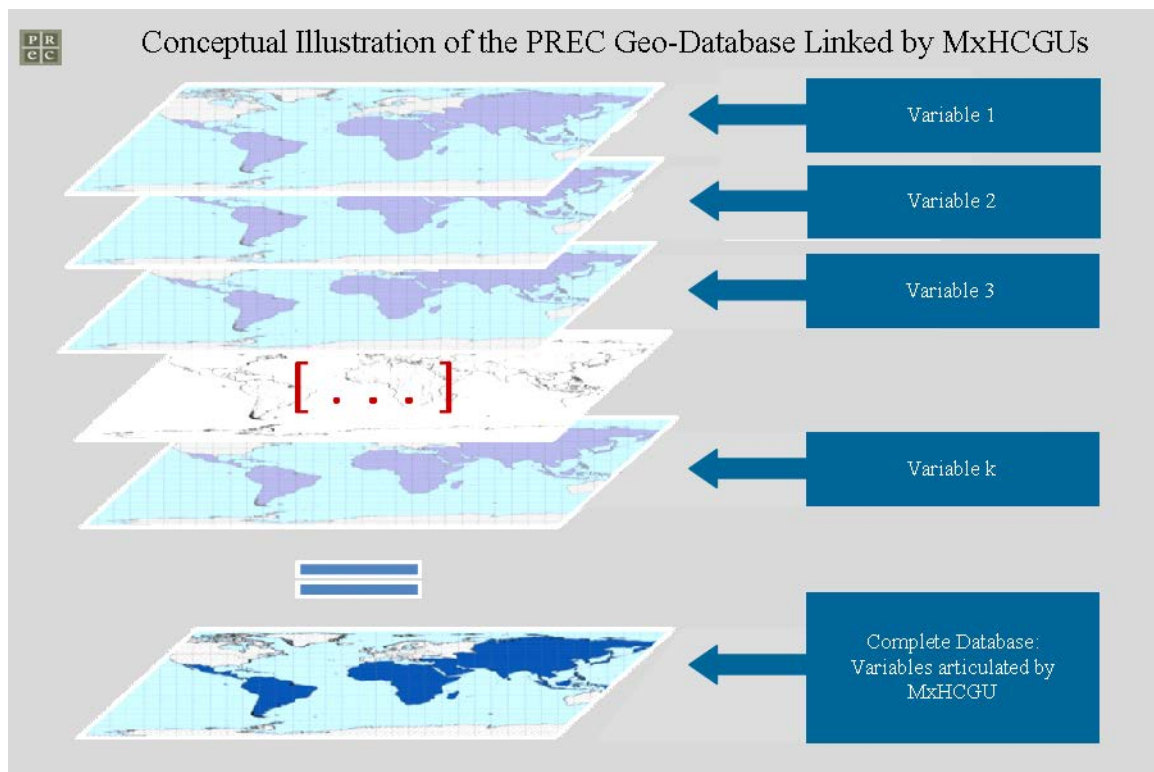 P R
e C
Conceptual Illustration of the PREC Geo-Database Linked by MxHCGUs
Variable 1
Variable 2
Variable 3
[ . . . ]
Variable k
Complete Database:
Variables articulated by
MxHCGU